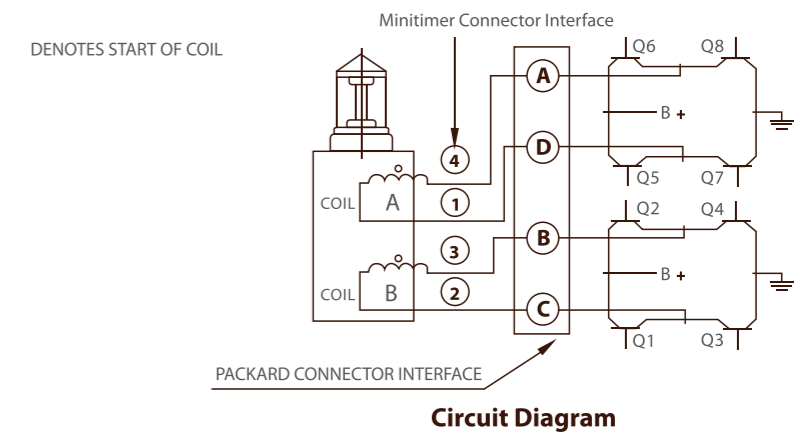 Minitimer Connector Interface
DENOTES START OF COIL
Q6 Q8
A
B +
4
D
Q5 Q7
COIL A
1
Q2 Q4
3
B
B +
COIL B
2
C
Q1 Q3
PACKARD CONNECTOR INTERFACE
Circuit Diagram